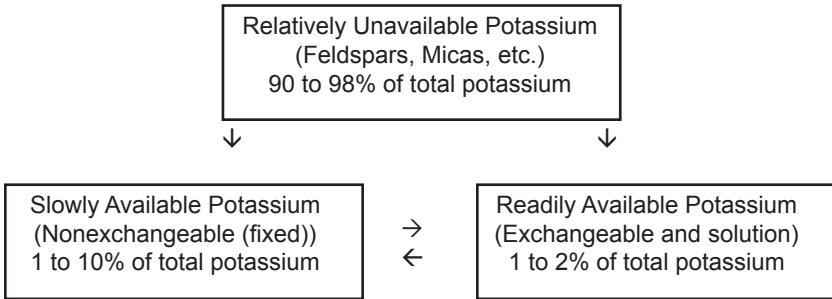 Relatively Unavailable Potassium
(Feldspars, Micas, etc.)
90 to 98% of total potassium
Slowly Available Potassium
(Nonexchangeable (fixed))
1 to 10% of total potassium
Readily Available Potassium
(Exchangeable and solution)
1 to 2% of total potassium